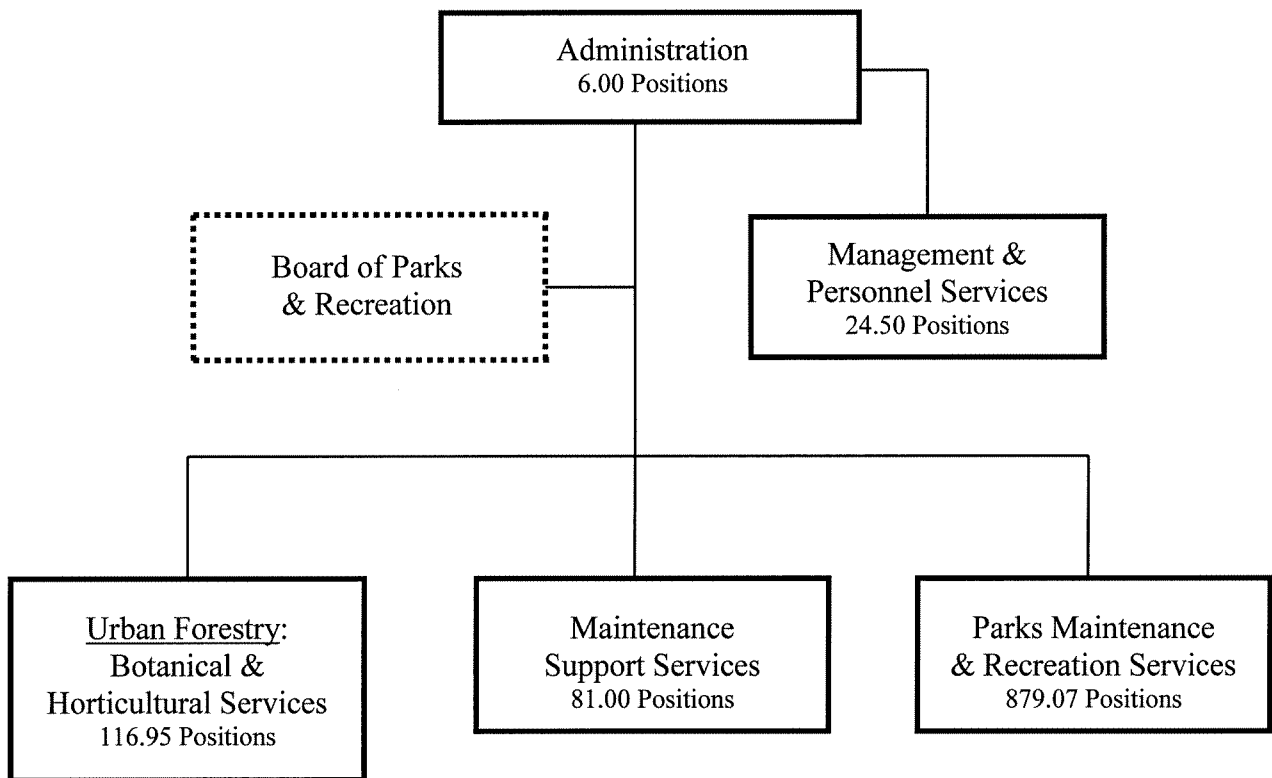 Administration
6.00 Positions
Board of Parks
& Recreation
Management &
Personnel Services
24.50 Positions
Urban Forestry:
Botanical &
Horticultural Services
116.95 Positions
Maintenance
Support Services
81.00 Positions
Parks Maintenance
& Recreation Services
879.07 Positions